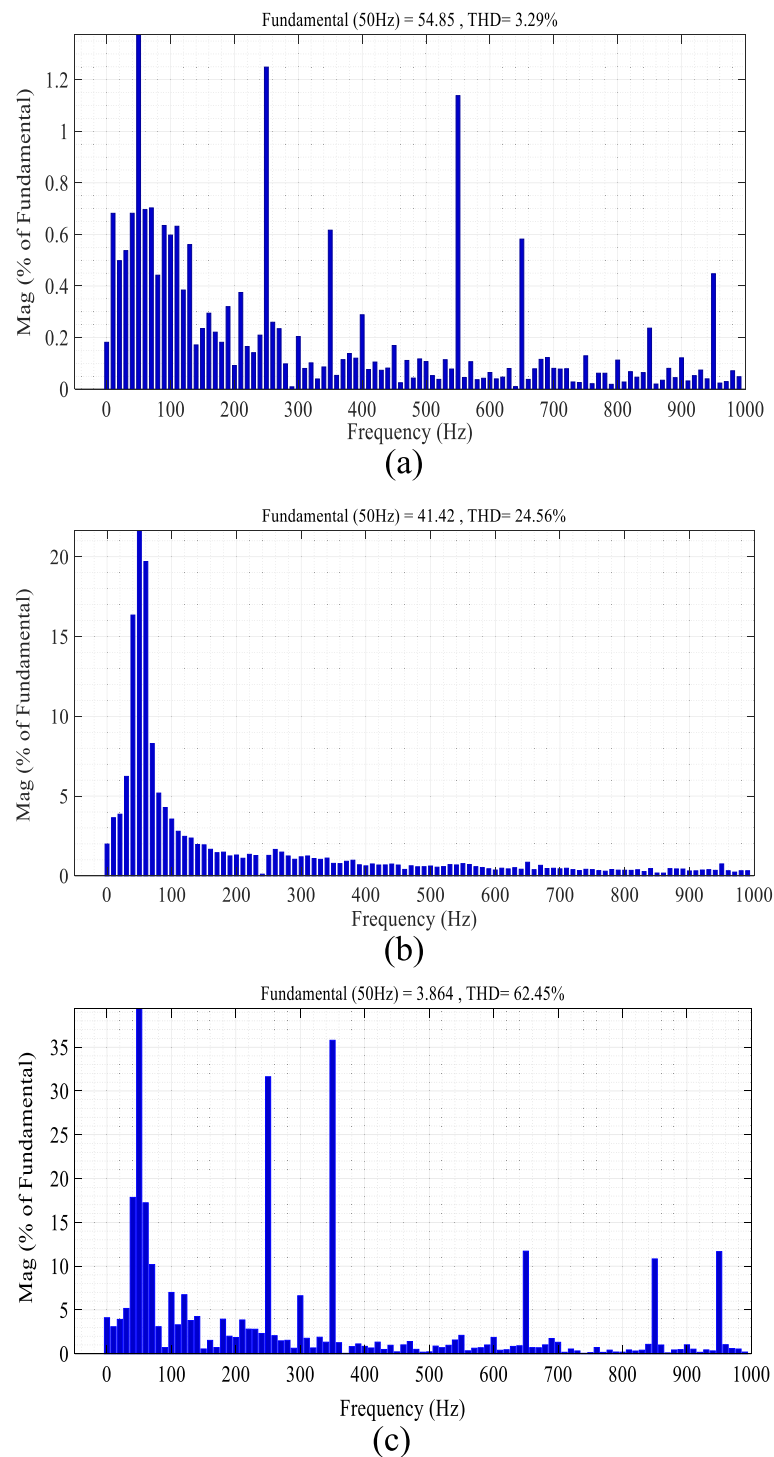 Fundamental (50Hz) = 54.85 , THD= 3.29%
Mag (% of Fundamental)
1.2
1
0.8
0.6
0.4
0.2
0
0 100 200 300 400 500 600 700 800 900 1000
Frequency (Hz)
(a)
Fundamental (50Hz) = 41.42 , THD= 24.56%
Mag (% of Fundamental)
20
15
10
5
0
0 100 200 300 400 500 600 700 800 900 1000
Frequency (Hz)
(b)
Fundamental (50Hz) = 3.864 , THD= 62.45%
Mag (% of Fundamental)
35
30
25
20
15
10
5
0
0 100 200 300 400 500 600 700 800 900 1000
Frequency (Hz)
(c)